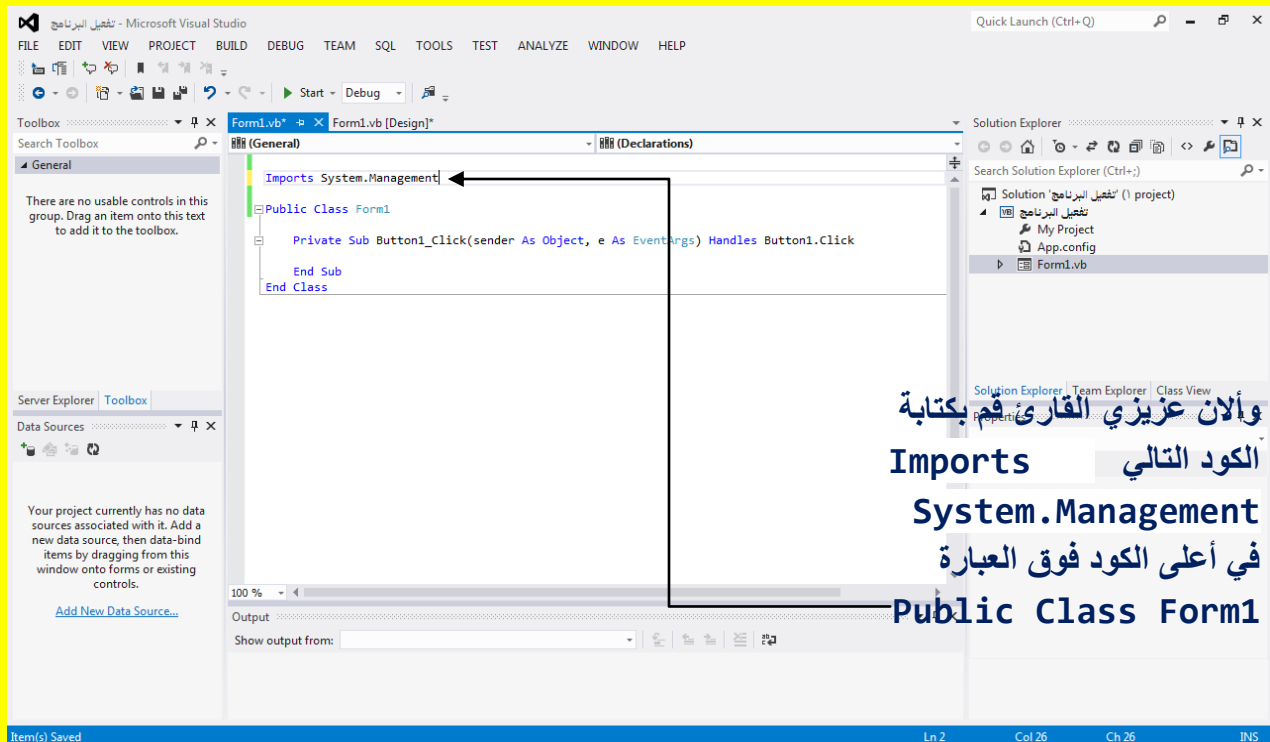 تفعيل البرنامج - Microsoft Visual Studio
Quick Launch (Ctrl+Q)
FILE EDIT VIEW PROJECT BUILD DEBUG TEAM SQL TOOLS TEST ANALYZE WINDOW HELP
Start Debug
Toolbox
Search Toolbox
General
There are no usable controls in this
group. Drag an item onto this text
to add it to the toolbox.
Server Explorer Toolbox
Data Sources
Your project currently has no data
sources associated with it. Add a
new data source, then data-bind
items by dragging from this
window onto forms or existing
controls.
Add New Data Source...
Form1.vb* Form1.vb [Design]*
(General) (Declarations)
Imports System.Management
Public Class Form1
Private Sub Button1_Click(sender As Object, e As EventArgs) Handles Button1.Click
End Sub
End Class
100 %
Output
Show output from:
Solution Explorer
Search Solution Explorer (Ctrl+;)
Solution 'تفعيل البرنامج' (١ project)
تفعيل البرنامج
My Project
App.config
Form1.vb
Solution Explorer Team Explorer Class View
Properties
وألان عزيزي القارئ قم بكتابة
الكود التالي Imports
System.Management
في أعلى الكود فوق العبارة
Public Class Form1
Item(s) Saved Ln 2 Col 26 Ch 26 INS